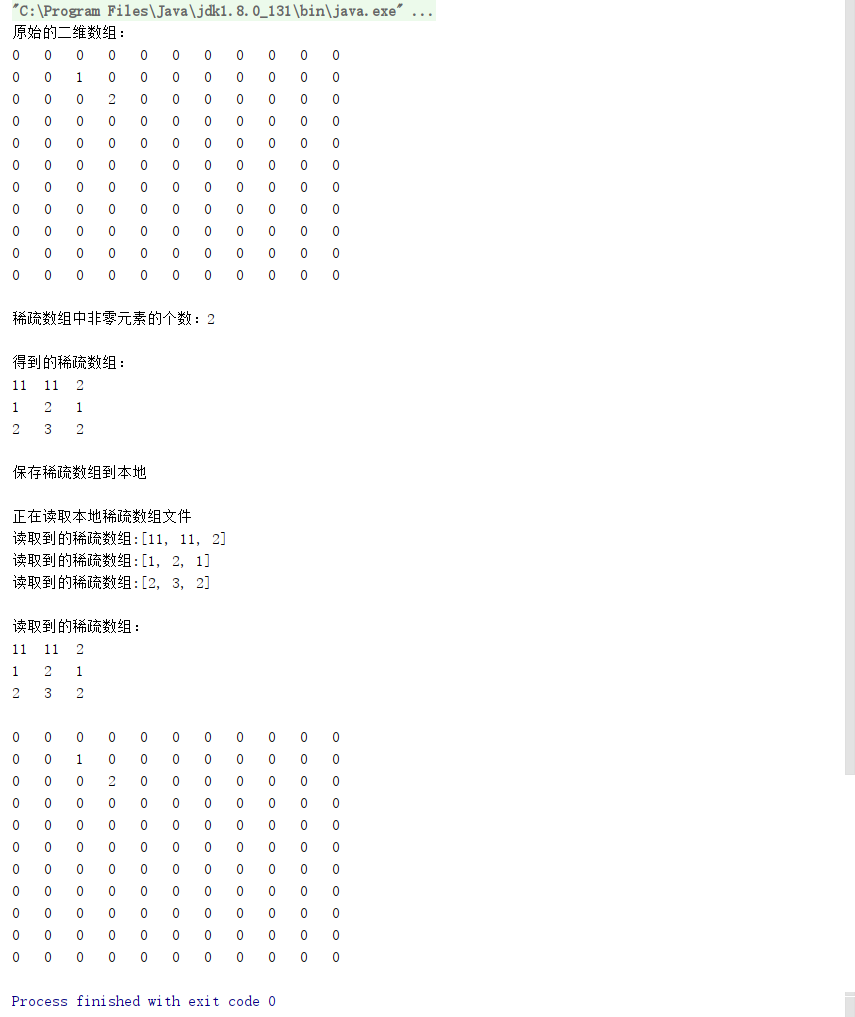 "C:\Program Files\Java\jdk1.8.0_131\bin\java.exe" ...
原始的二维数组：
0 0 0 0 0 0 0 0 0 0 0
0 0 1 0 0 0 0 0 0 0 0
0 0 0 2 0 0 0 0 0 0 0
0 0 0 0 0 0 0 0 0 0 0
0 0 0 0 0 0 0 0 0 0 0
0 0 0 0 0 0 0 0 0 0 0
0 0 0 0 0 0 0 0 0 0 0
0 0 0 0 0 0 0 0 0 0 0
0 0 0 0 0 0 0 0 0 0 0
0 0 0 0 0 0 0 0 0 0 0
0 0 0 0 0 0 0 0 0 0 0
稀疏数组中非零元素的个数：2
得到的稀疏数组：
11 11 2
1 2 1
2 3 2
保存稀疏数组到本地
正在读取本地稀疏数组文件
读取到的稀疏数组:[11, 11, 2]
读取到的稀疏数组:[1, 2, 1]
读取到的稀疏数组:[2, 3, 2]
读取到的稀疏数组：
11 11 2
1 2 1
2 3 2
0 0 0 0 0 0 0 0 0 0 0
0 0 1 0 0 0 0 0 0 0 0
0 0 0 2 0 0 0 0 0 0 0
0 0 0 0 0 0 0 0 0 0 0
0 0 0 0 0 0 0 0 0 0 0
0 0 0 0 0 0 0 0 0 0 0
0 0 0 0 0 0 0 0 0 0 0
0 0 0 0 0 0 0 0 0 0 0
0 0 0 0 0 0 0 0 0 0 0
0 0 0 0 0 0 0 0 0 0 0
0 0 0 0 0 0 0 0 0 0 0
Process finished with exit code 0